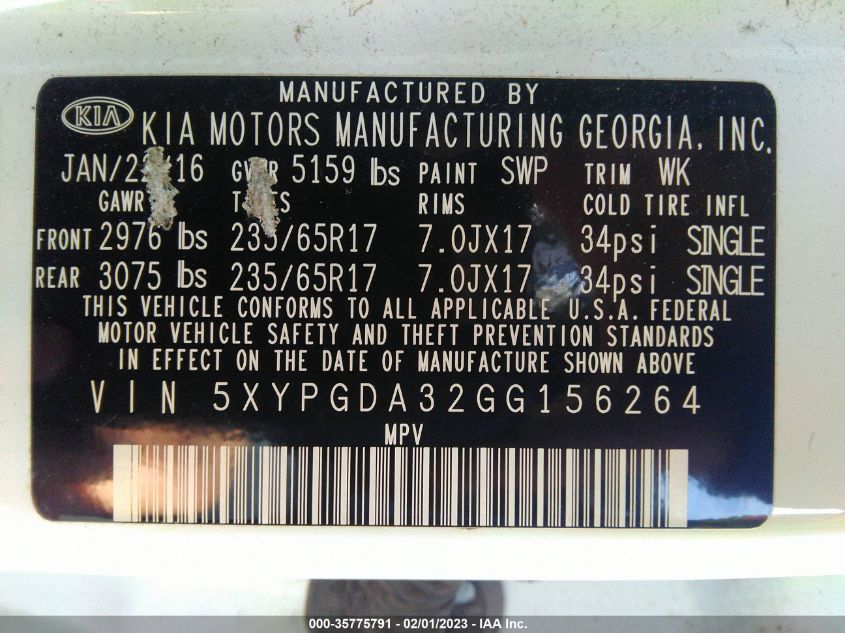 MANUFACTURED BY
KIA KIA MOTORS MANUFACTURING GEORGIA, INC.
16 5159 lbs PAINT SWP TRIM WK
GAWR RIMS COLD TIRE INFL
FRONT 2976 lbs 235/65R17 7.0JX17 34psi SINGLE
REAR 3075 lbs 235/65R17 7.0JX17 34psi SINGLE
THIS VEHICLE CONFORMS TO ALL APPLICABLE U.S.A. FEDERAL
MOTOR VEHICLE SAFETY AND THEFT PREVENTION STANDARDS
IN EFFECT ON THE DATE OF MANUFACTURE SHOWN ABOVE
VIN 5XYPGDA32GG156264
MPV
000-35775791 - 02/01/2023 - IAA Inc.